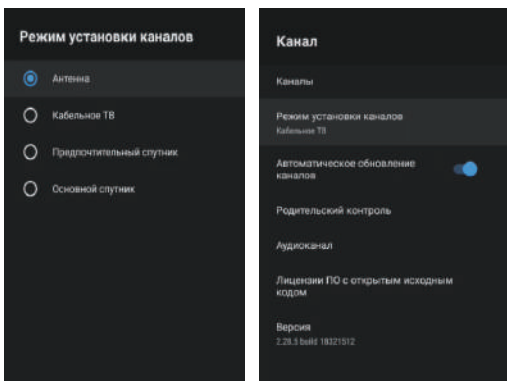 Режим установки каналов
Антенна
Кабельное ТВ
Предпочтительный спутник
Основной спутник
Канал
Каналы
Режим установки каналов
Кабельное ТВ
Автоматическое обновление
каналов
Родительский контроль
Аудиоканал
Лицензии ПО с открытым исходным
кодом
Версия
2.28.5 build 18321512